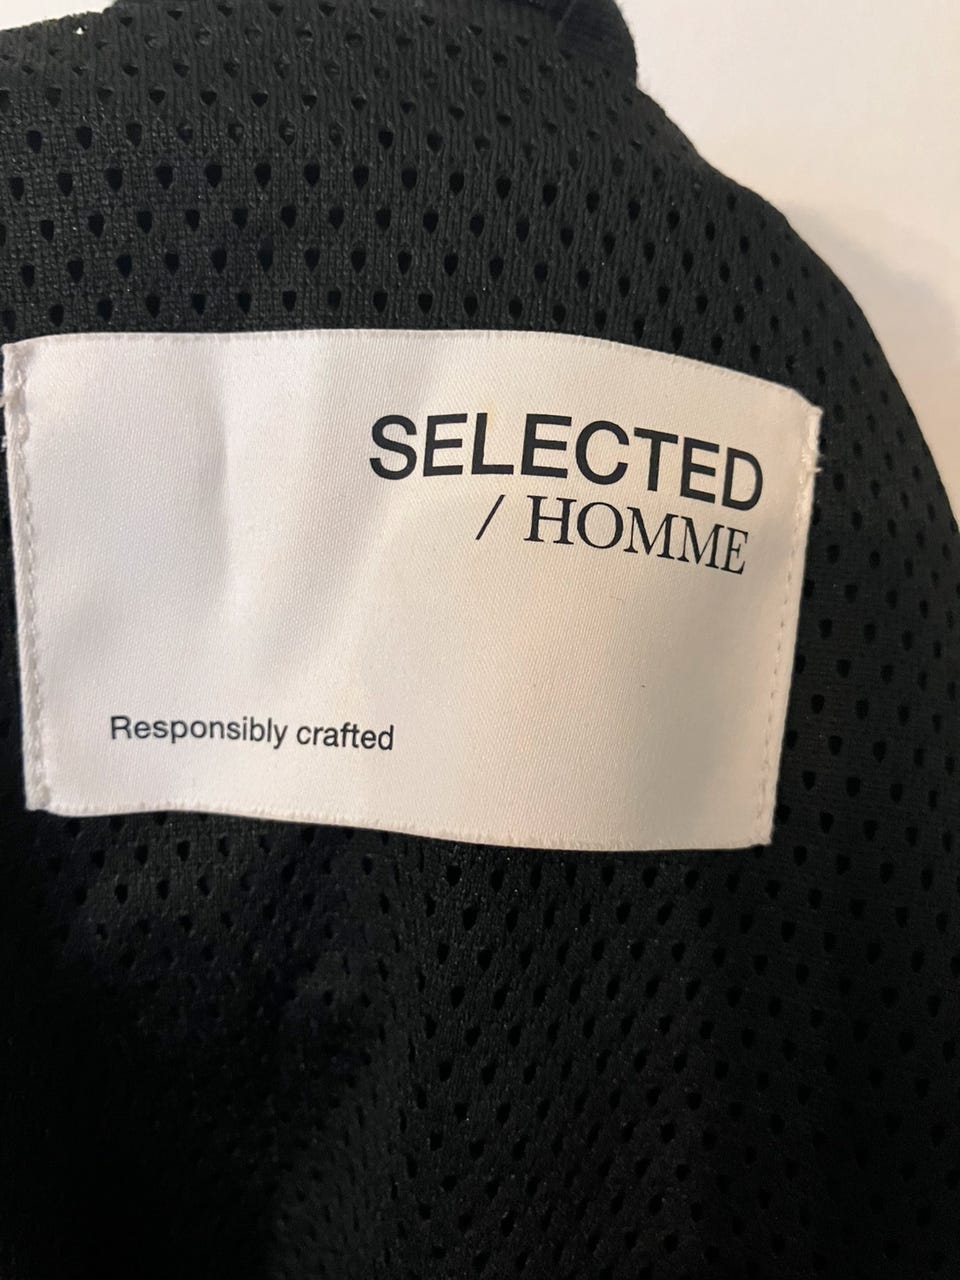 SELECTED
/ HOMME
Responsibly crafted